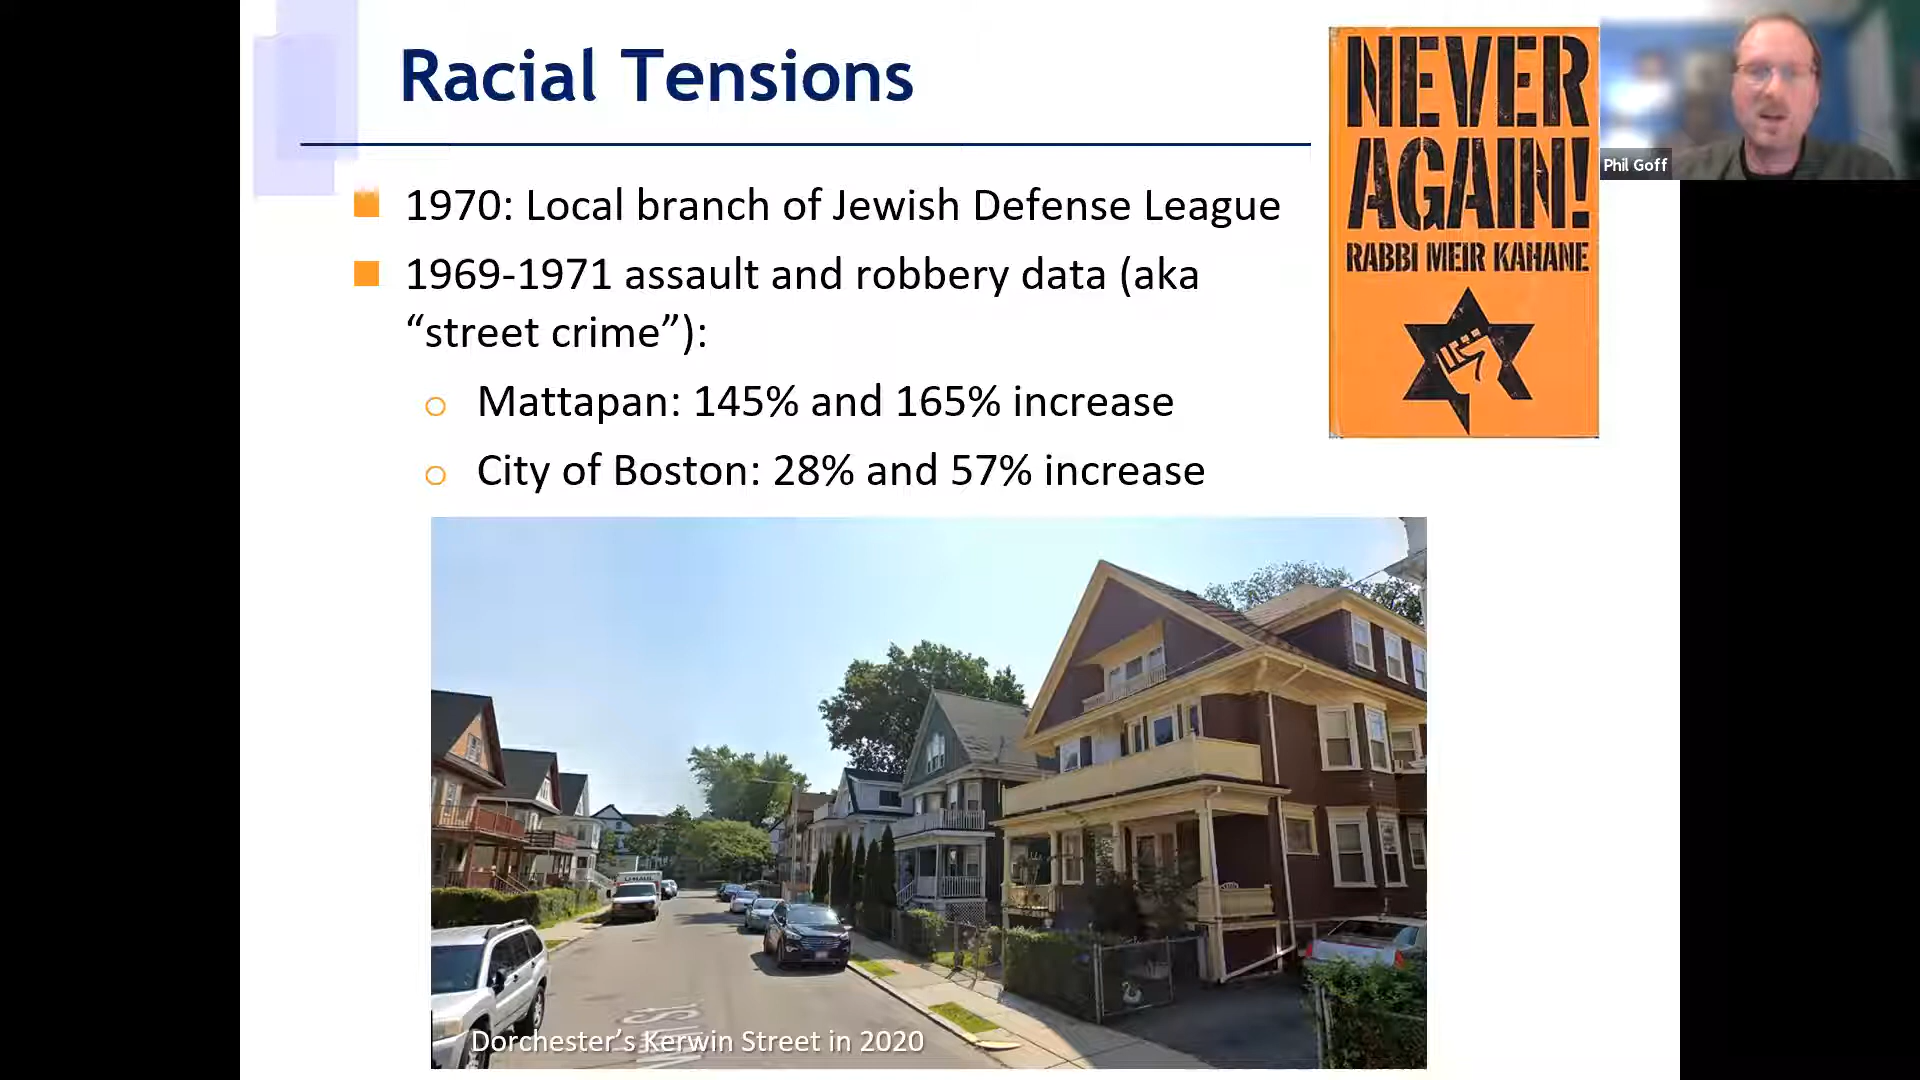 Racial Tensions
1970: Local branch of Jewish Defense League
1969-1971 assault and robbery data (aka
“street crime”):
Mattapan: 145% and 165% increase
City of Boston: 28% and 57% increase
NEVER
AGAIN!
RABBI MEIR KAHANE
Phil Goff
U-HAUL
Dorchester’s Kerwin Street in 2020